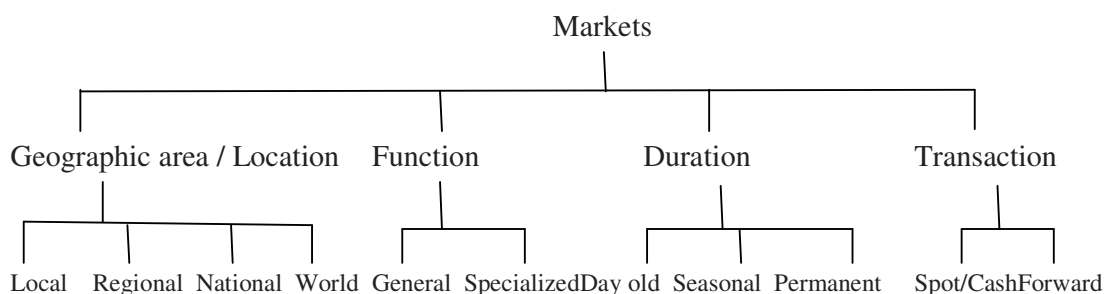 Markets
Geographic area / Location Function Duration Transaction
Local Regional National World General SpecializedDay old Seasonal Permanent Spot/CashForward